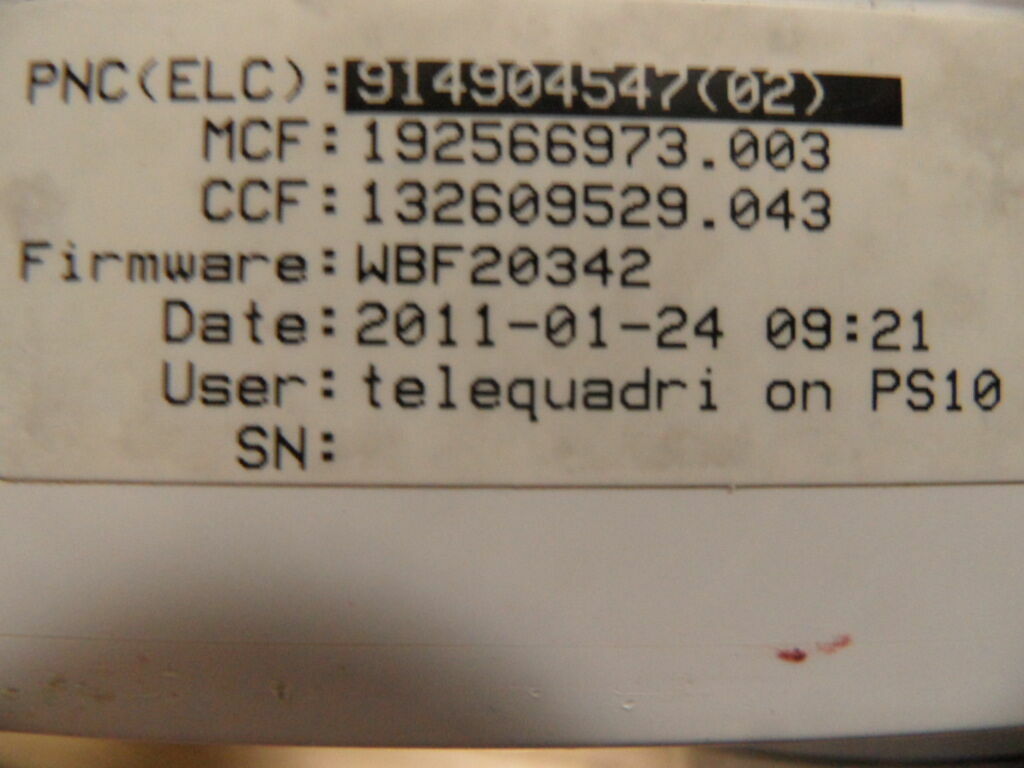 PNC(ELC):914904547(02)
MCF:192566973.003
CCF:132609529.043
Firmware:WBF20342
Date:2011-01-24 09:21
User:telequadri on PS10
SN: